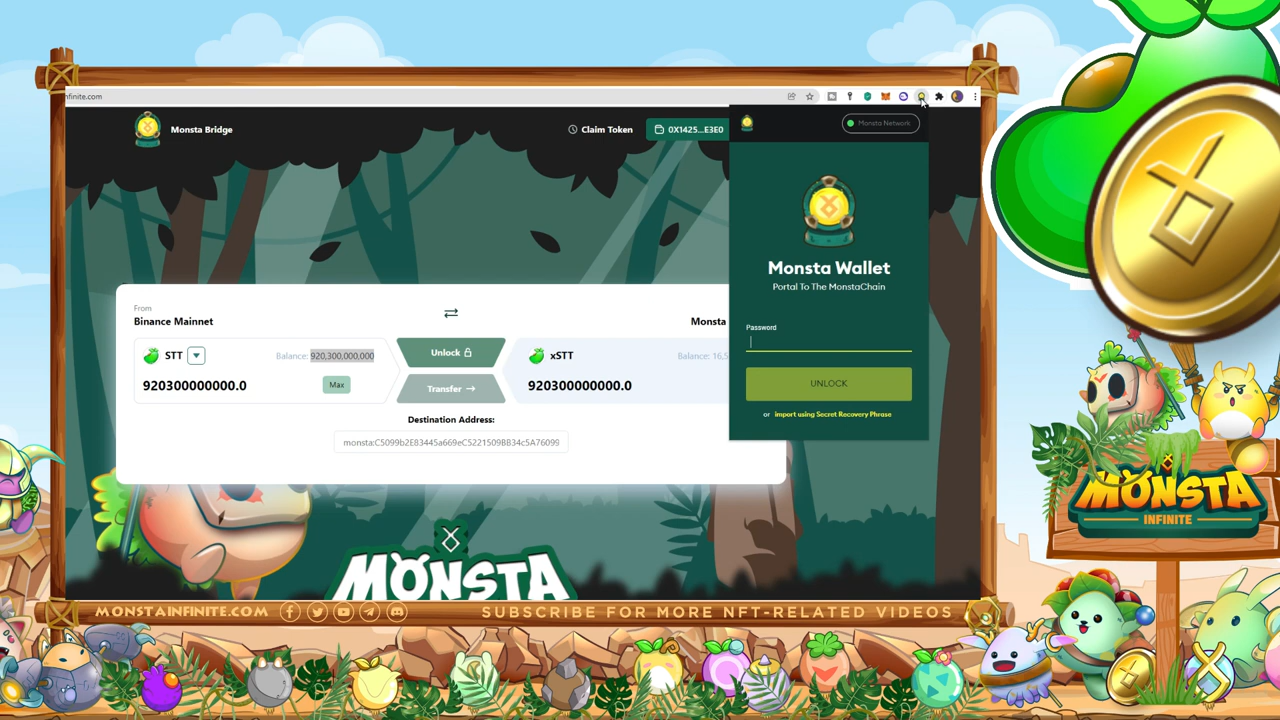 nfinite.com
Monsta Bridge
Claim Token
0X1425...E3E0
Monsta Network
Monsta Wallet
Portal To The MonstaChain
Password
UNLOCK
or import using Secret Recovery Phrase
From
Binance Mainnet
Monsta
STT
Balance: 920,300,000,000
920300000000.0
Max
Unlock
Transfer
xSTT
Balance: 16,5
920300000000.0
Destination Address:
monsta:C5099b2E83445a669eC5221509BB34c5A76099
MONSTA
MONSTA
INFINITE
MONSTAINFINITE.COM
SUBSCRIBE FOR MORE NFT-RELATED VIDEOS